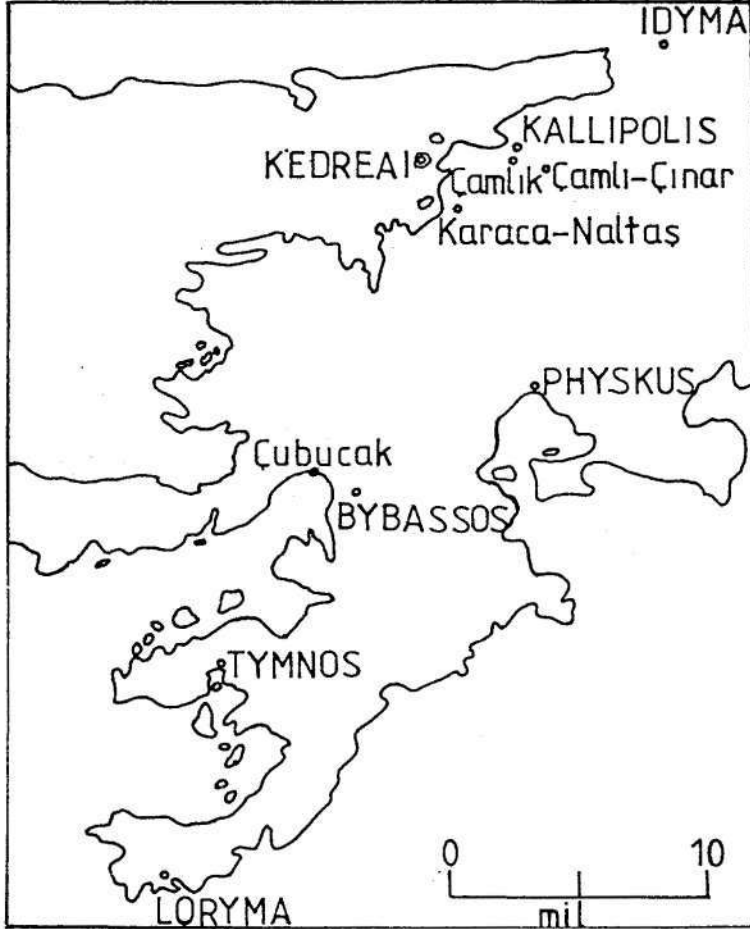 IDYMA
KALLIPOLIS
KEDREAI
Çamlık Çamlı-Çınar
Karaca-Naltaş
PHYSKUS
Çubucak
BYBASSOS
TYMNOS
0 10
mil
LORYMA